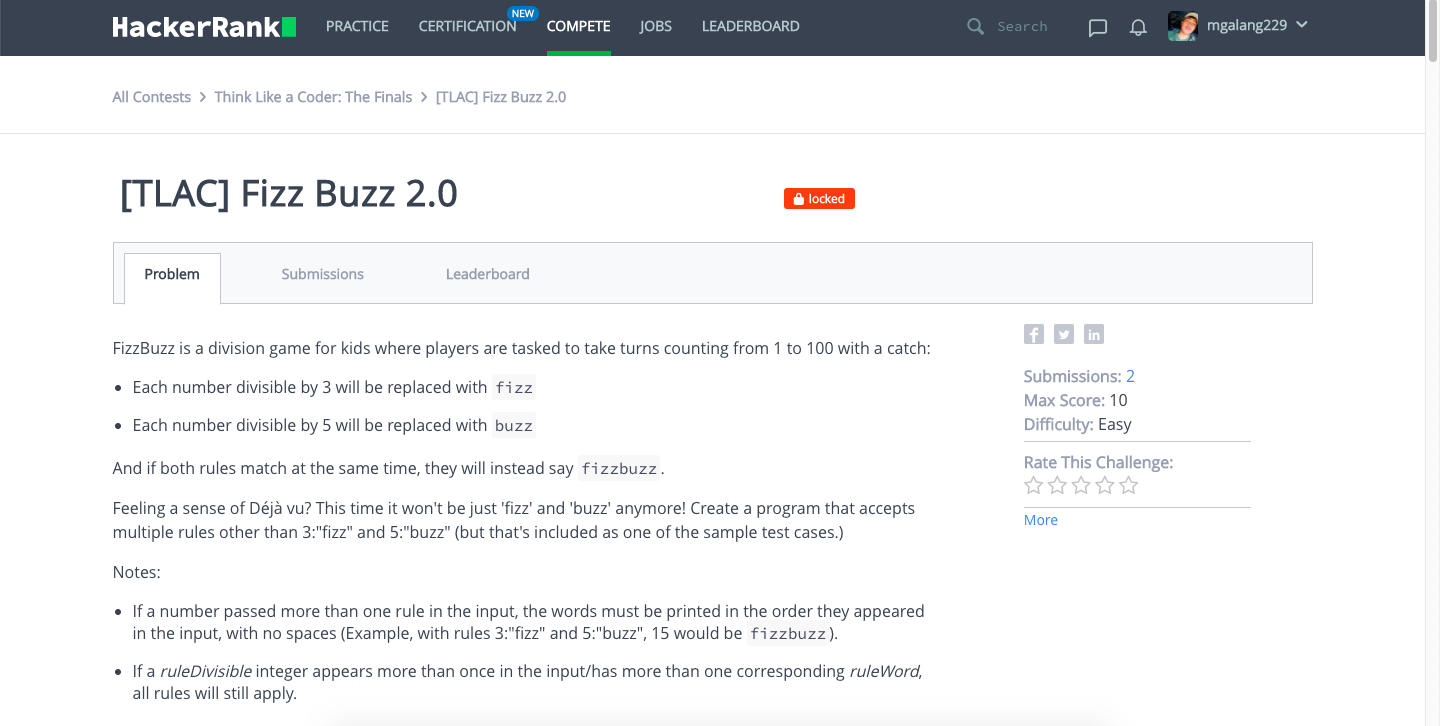 HackerRank
PRACTICE
CERTIFICATION
NEW
COMPETE
JOBS
LEADERBOARD
Search
mgalang229
All Contests > Think Like a Coder: The Finals > [TLAC] Fizz Buzz 2.0
[TLAC] Fizz Buzz 2.0
locked
Problem
Submissions
Leaderboard
FizzBuzz is a division game for kids where players are tasked to take turns counting from 1 to 100 with a catch:
• Each number divisible by 3 will be replaced with fizz
• Each number divisible by 5 will be replaced with buzz
And if both rules match at the same time, they will instead say fizzbuzz.
Feeling a sense of Déjà vu? This time it won't be just 'fizz' and 'buzz' anymore! Create a program that accepts
multiple rules other than 3:"fizz" and 5:"buzz" (but that's included as one of the sample test cases.)
Notes:
• If a number passed more than one rule in the input, the words must be printed in the order they appeared
in the input, with no spaces (Example, with rules 3:"fizz" and 5:"buzz", 15 would be fizzbuzz).
• If a ruleDivisible integer appears more than once in the input/has more than one corresponding ruleWord,
all rules will still apply.
Submissions: 2
Max Score: 10
Difficulty: Easy
Rate This Challenge:
More